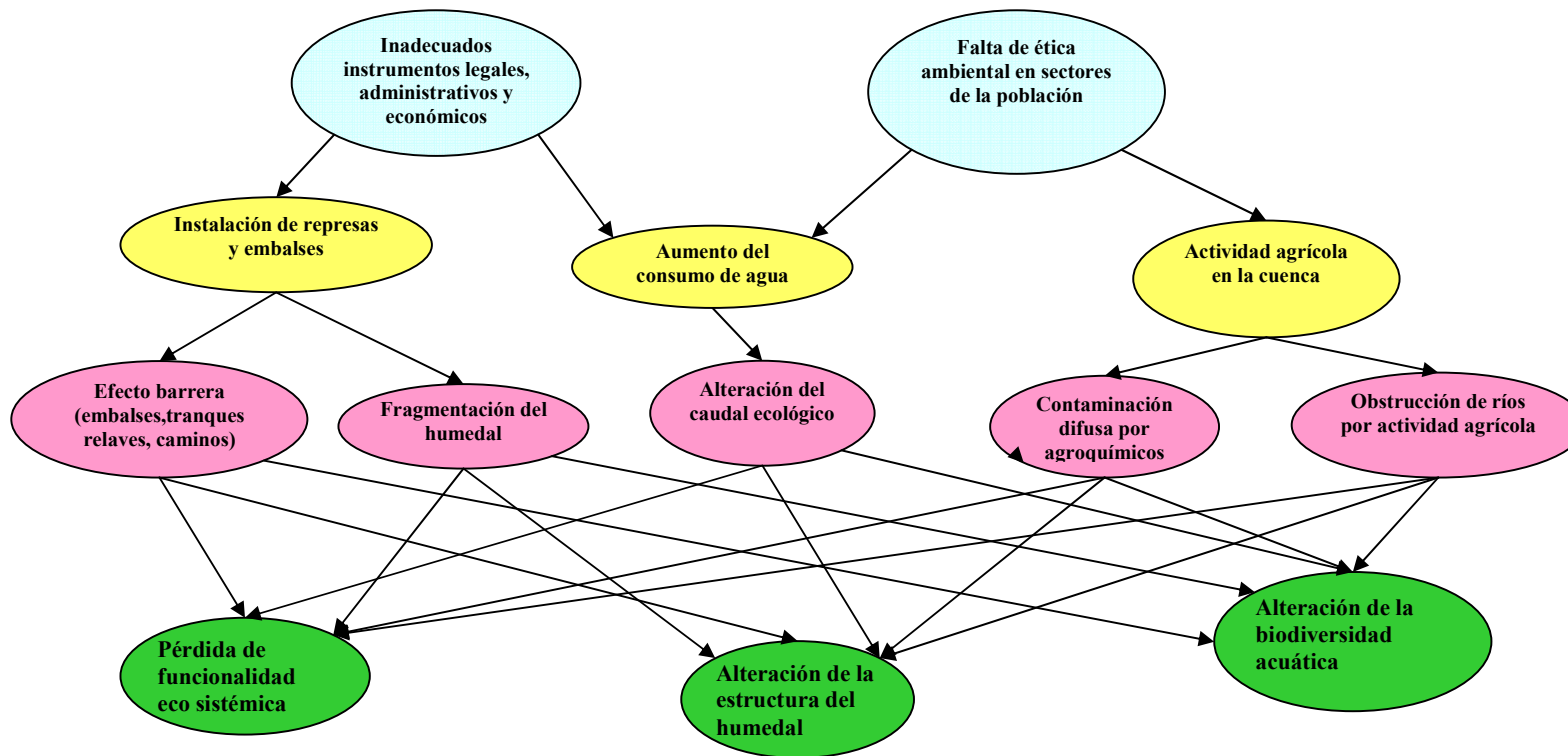 Inadecuados
instrumentos legales,
administrativos y
económicos
Falta de ética
ambiental en sectores
de la población
Instalación de represas
y embalses
Aumento del
consumo de agua
Actividad agrícola
en la cuenca
Efecto barrera
(embalses,tranques
relaves, caminos)
Fragmentación del
humedal
Alteración del
caudal ecológico
Contaminación
difusa por
agroquímicos
Obstrucción de ríos
por actividad agrícola
Pérdida de
funcionalidad
eco sistémica
Alteración de la
estructura del
humedal
Alteración de la
biodiversidad
acuática